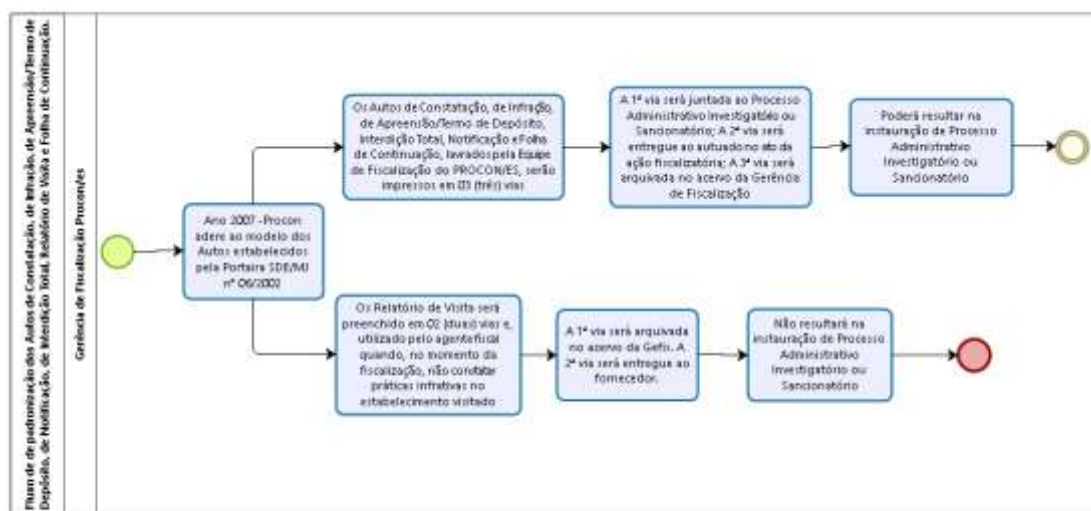 Fluxo de de padronização dos Autos de Constatação, de Infração, de Apreensão/Termo de
Depósito, de Notificação, de Interdição Total, Relatório de Visita e Folha de Continuação.
Gerência de Fiscalização Procon/es
Ano 2007 -Procon
adere ao modelo dos
Autos estabelecidos
pela Portaira SDE/MJ
nº 06/2002
Os Autos de Constatação, de Infração,
de Apreensão/Termo de Depósito,
Interdição Total, Notificação e Folha
de Continuação, lavrados pela Equipe
de Fiscalização do PROCON/ES, serão
impressos em 03 (três) vias
A 1ª via será juntada ao Processo
Administrativo Investigatóeio ou
Sancionatório; A 2ª via será
entregue ao autuado no ato da
ação fiscalizatória; A 3ª via será
arquivada no acervo da Gerência
de Fiscalização
Poderá resultar na
instauração de Processo
Administrativo
Investigatório ou
Sancionatório
Os Relatório de Visita será
preenchido em 02 (duas) vias e,
utilizado pelo agente fiscal
quando, no momento da
fiscalização, não constatar
práticas infrativas no
estabelecimento visitado
A 1ª via será arquivada
no acervo da Gefis. A
2ª via será entregue ao
fornecedor.
Não resultará na
instauração de Processo
Administrativo
Investigatório ou
Sancionatório